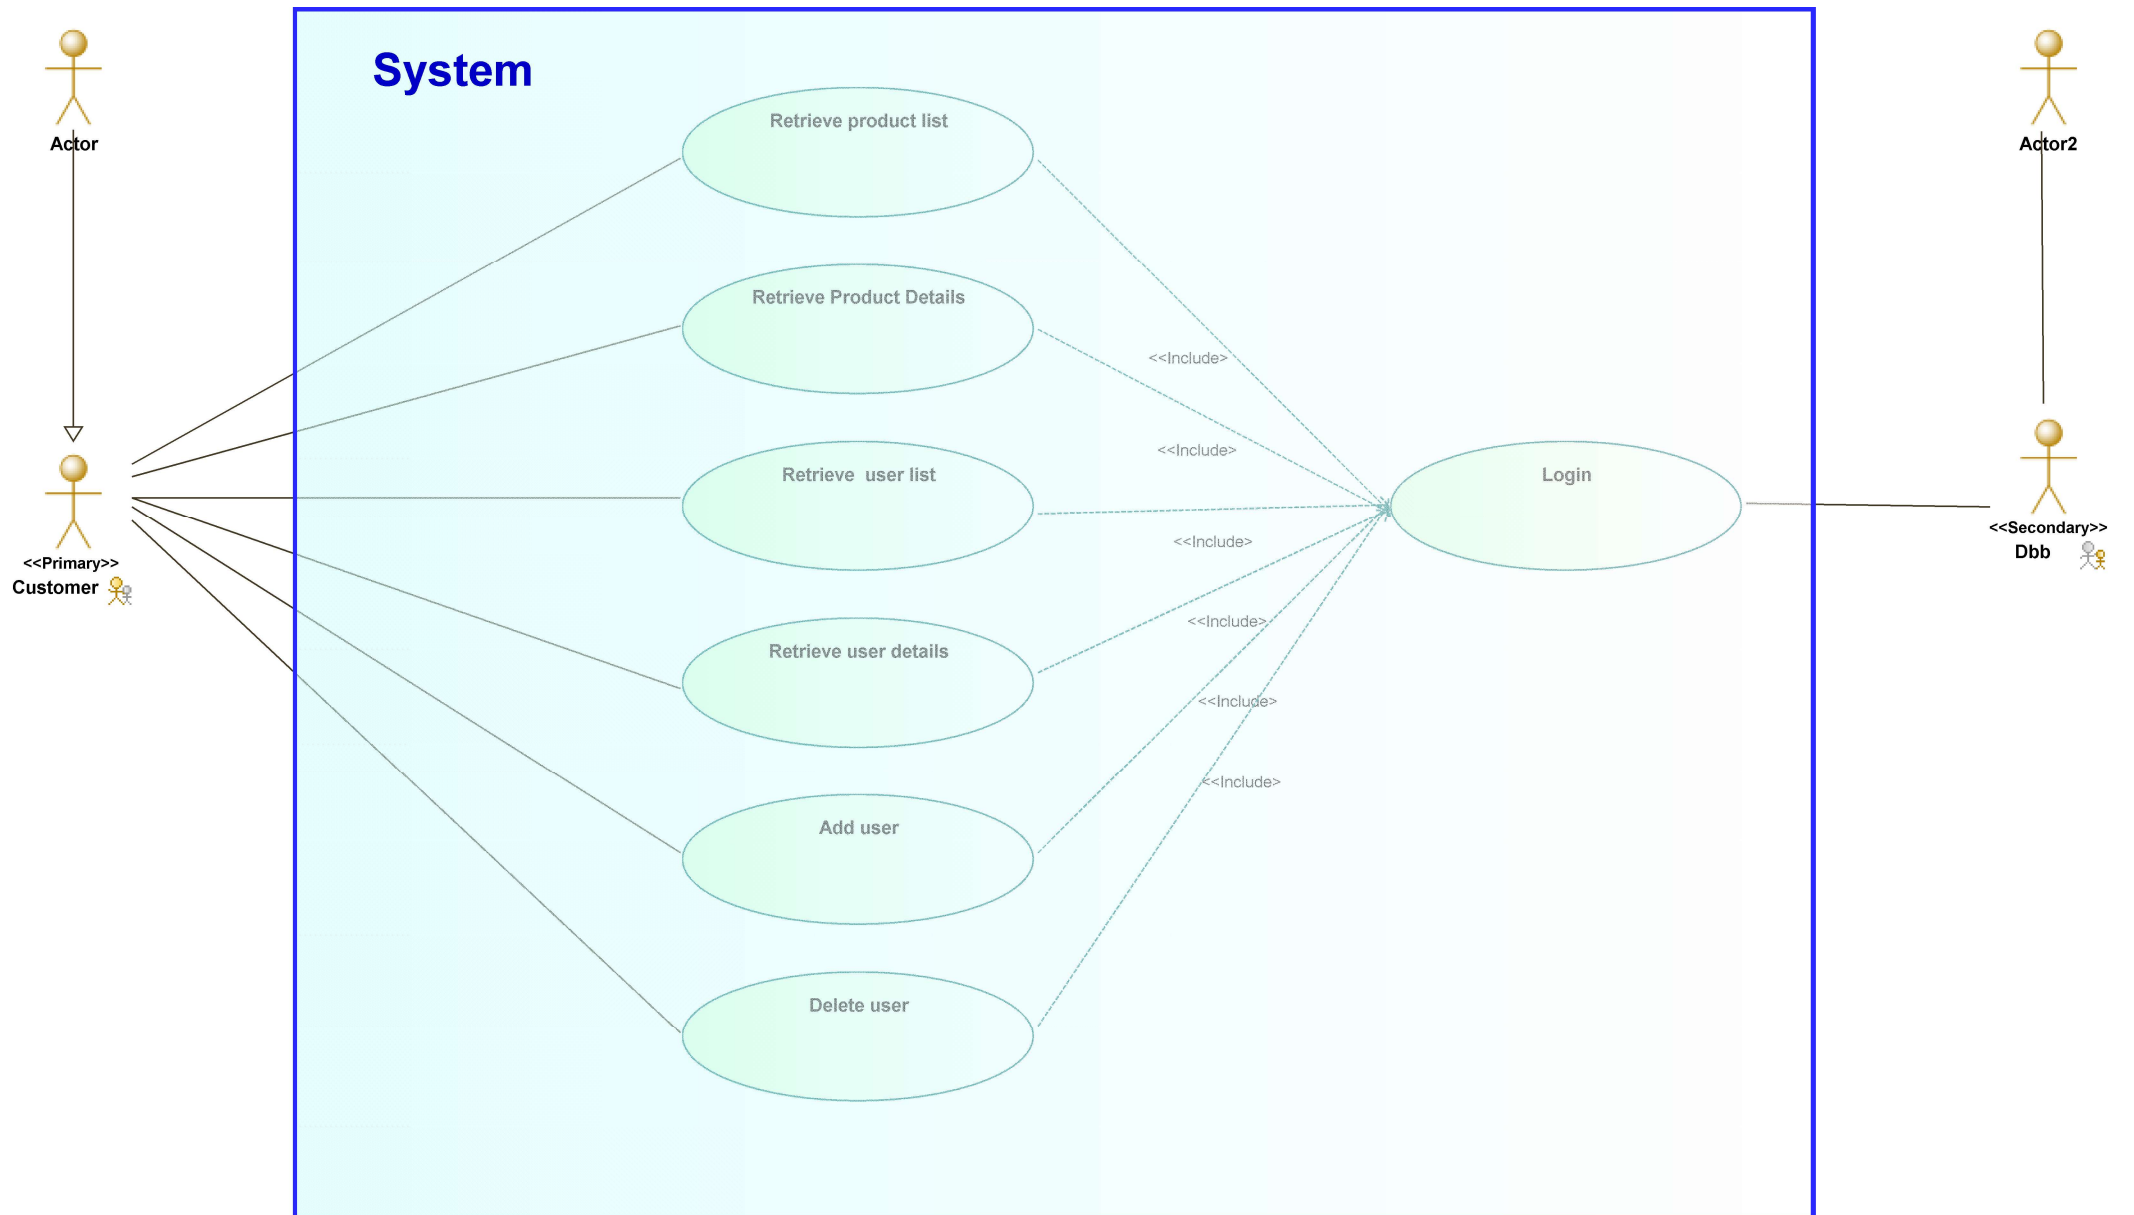 System
Actor
Actor2
Retrieve product list
Retrieve Product Details
<<Include>
<<Include>
Retrieve  user list
Login
<<Primary>>
Customer
<<Secondary>>
Dbb
<<Include>
<<Include>
Retrieve user details
<<Include>
<<Include>
Add user
Delete user